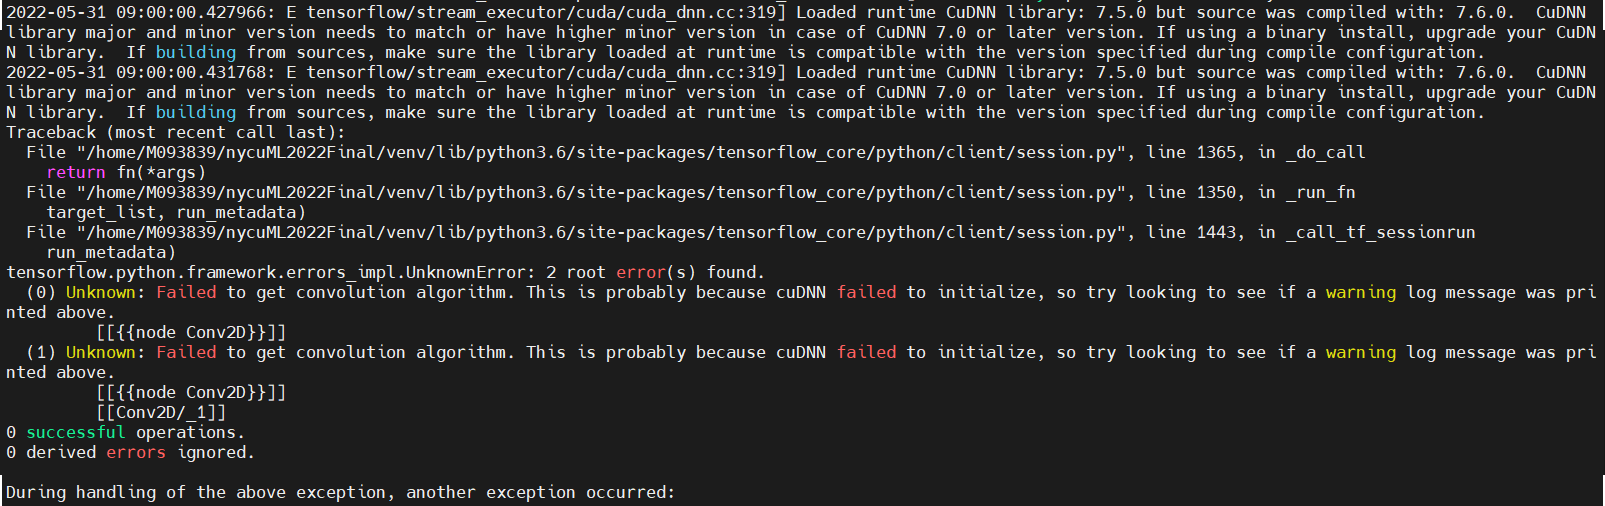 2022-05-31 09:00:00.427966: E tensorflow/stream_executor/cuda/cuda_dnn.cc:319] Loaded runtime CuDNN library: 7.5.0 but source was compiled with: 7.6.0.  CuDNN
library major and minor version needs to match or have higher minor version in case of CuDNN 7.0 or later version. If using a binary install, upgrade your CuDN
N library.  If building from sources, make sure the library loaded at runtime is compatible with the version specified during compile configuration.
2022-05-31 09:00:00.431768: E tensorflow/stream_executor/cuda/cuda_dnn.cc:319] Loaded runtime CuDNN library: 7.5.0 but source was compiled with: 7.6.0.  CuDNN
library major and minor version needs to match or have higher minor version in case of CuDNN 7.0 or later version. If using a binary install, upgrade your CuDN
N library.  If building from sources, make sure the library loaded at runtime is compatible with the version specified during compile configuration.
Traceback (most recent call last):
  File "/home/M093839/nycuML2022Final/venv/lib/python3.6/site-packages/tensorflow_core/python/client/session.py", line 1365, in _do_call
    return fn(*args)
  File "/home/M093839/nycuML2022Final/venv/lib/python3.6/site-packages/tensorflow_core/python/client/session.py", line 1350, in _run_fn
    target_list, run_metadata)
  File "/home/M093839/nycuML2022Final/venv/lib/python3.6/site-packages/tensorflow_core/python/client/session.py", line 1443, in _call_tf_sessionrun
    run_metadata)
tensorflow.python.framework.errors_impl.UnknownError: 2 root error(s) found.
  (0) Unknown: Failed to get convolution algorithm. This is probably because cuDNN failed to initialize, so try looking to see if a warning log message was pri
nted above.
         [[{{node Conv2D}}]]
  (1) Unknown: Failed to get convolution algorithm. This is probably because cuDNN failed to initialize, so try looking to see if a warning log message was pri
nted above.
         [[{{node Conv2D}}]]
         [[Conv2D/_1]]
0 successful operations.
0 derived errors ignored.

During handling of the above exception, another exception occurred: